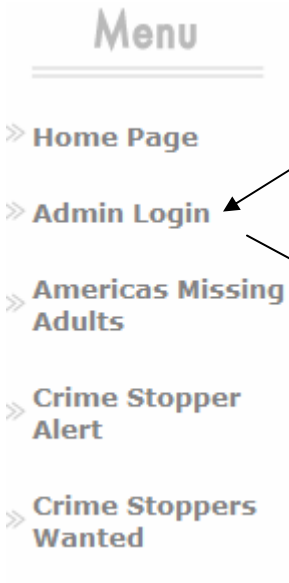 Menu
Home Page
Admin Login
Americas Missing
Adults
Crime Stopper
Alert
Crime Stoppers
Wanted